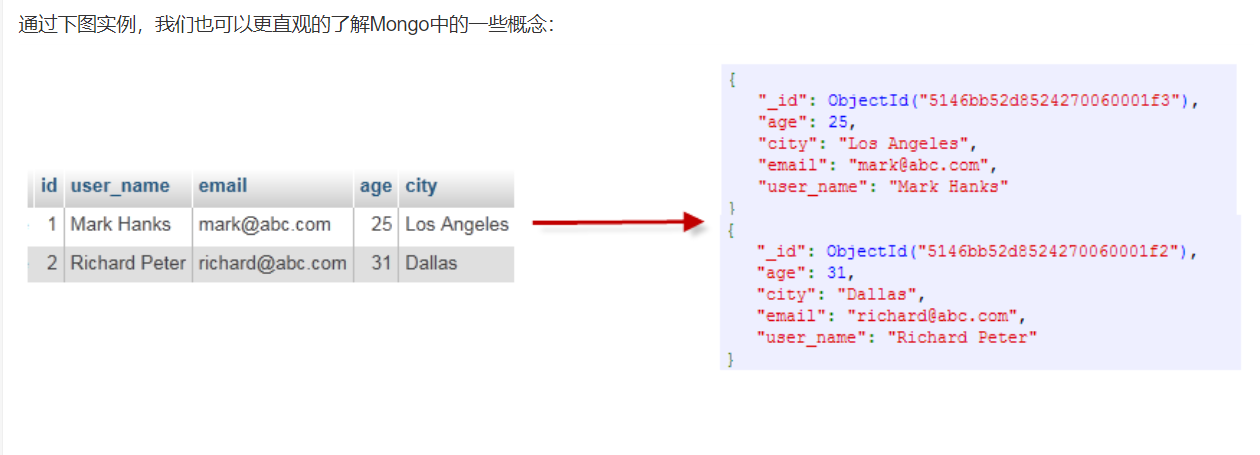 通过下图实例，我们也可以更直观的了解Mongo中的一些概念：
id user_name email age city
1 Mark Hanks mark@abc.com 25 Los Angeles
2 Richard Peter richard@abc.com 31 Dallas
{
"_id": ObjectId("5146bb52d8524270060001f3"),
"age": 25,
"city": "Los Angeles",
"email": "mark@abc.com",
"user_name": "Mark Hanks"
}
{
"_id": ObjectId("5146bb52d8524270060001f2"),
"age": 31,
"city": "Dallas",
"email": "richard@abc.com",
"user_name": "Richard Peter"
}